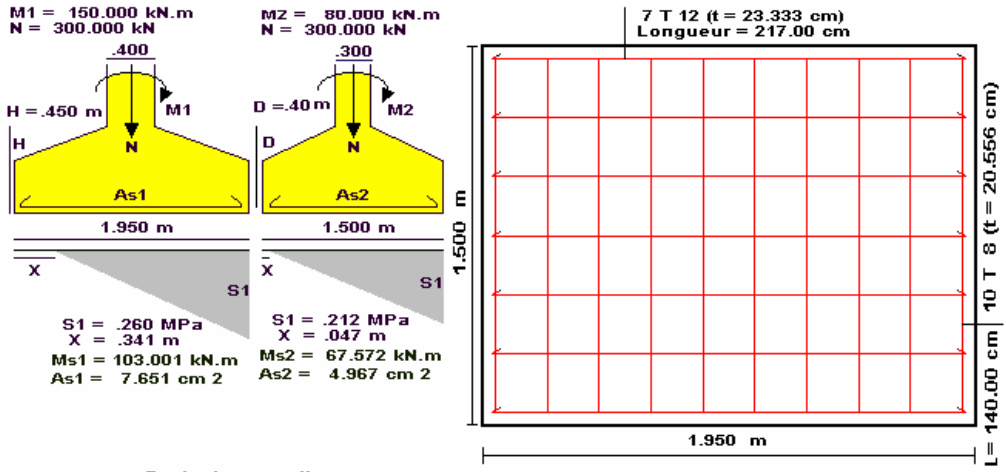 M1 = 150.000 kN.m
N = 300.000 kN
.400
H =.450 m
M1
H
N
As1
1.950 m
X
S1
S1 = .260 MPa
X = .341 m
Ms1 = 103.001 kN.m
As1 = 7.651 cm 2
M2 = 80.000 kN.m
N = 300.000 kN
.300
D =.40 m
M2
D
N
As2
1.500 m
X
S1
S1 = .212 MPa
X = .047 m
Ms2 = 67.572 kN.m
As2 = 4.967 cm 2
7 T 12 (t = 23.333 cm)
Longueur = 217.00 cm
1.500 m
1.950 m
L = 140.00 cm 10 T 8 (t = 20.556 cm)